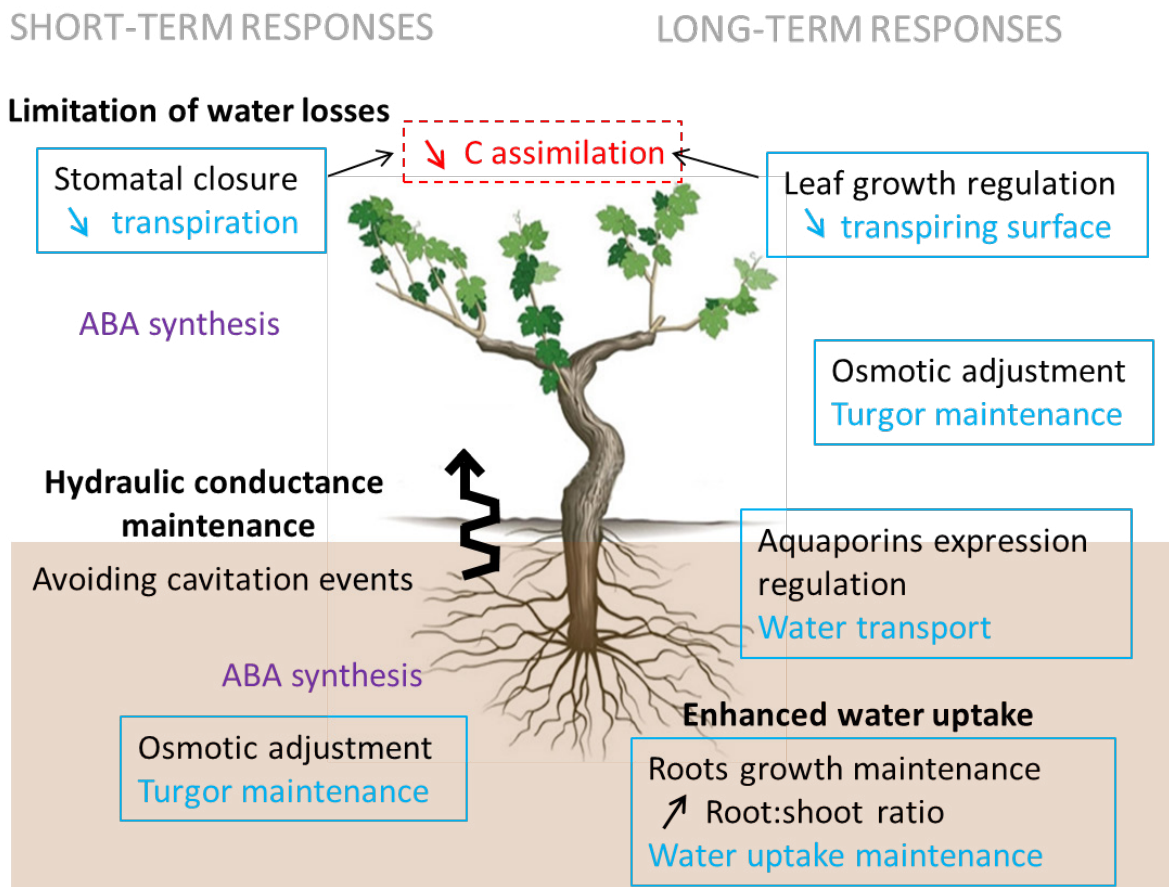 SHORT-TERM RESPONSES
LONG-TERM RESPONSES
Limitation of water losses
Stomatal closure
↘ transpiration
↘ C assimilation
Leaf growth regulation
↘ transpiring surface
ABA synthesis
Osmotic adjustment
Turgor maintenance
Hydraulic conductance
maintenance
Avoiding cavitation events
Aquaporins expression
regulation
Water transport
ABA synthesis
Osmotic adjustment
Turgor maintenance
Enhanced water uptake
Roots growth maintenance
↗ Root:shoot ratio
Water uptake maintenance